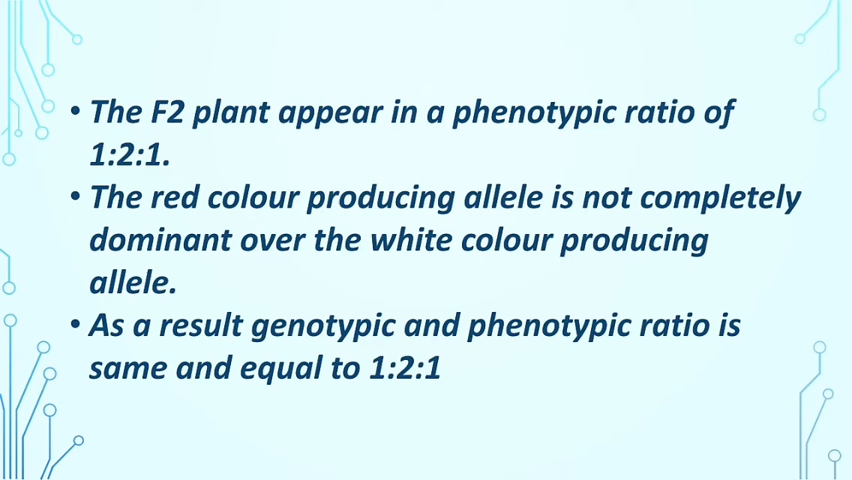 • The F2 plant appear in a phenotypic ratio of
1:2:1.
• The red colour producing allele is not completely
dominant over the white colour producing
allele.
• As a result genotypic and phenotypic ratio is
same and equal to 1:2:1